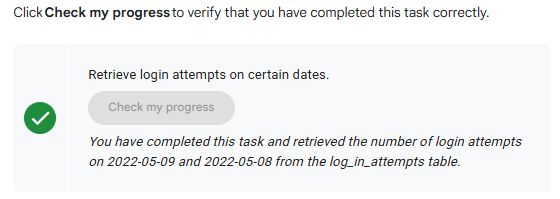 Click Check my progress to verify that you have completed this task correctly.
Retrieve login attempts on certain dates.
Check my progress
You have completed this task and retrieved the number of login attempts
on 2022-05-09 and 2022-05-08 from the log_in_attempts table.